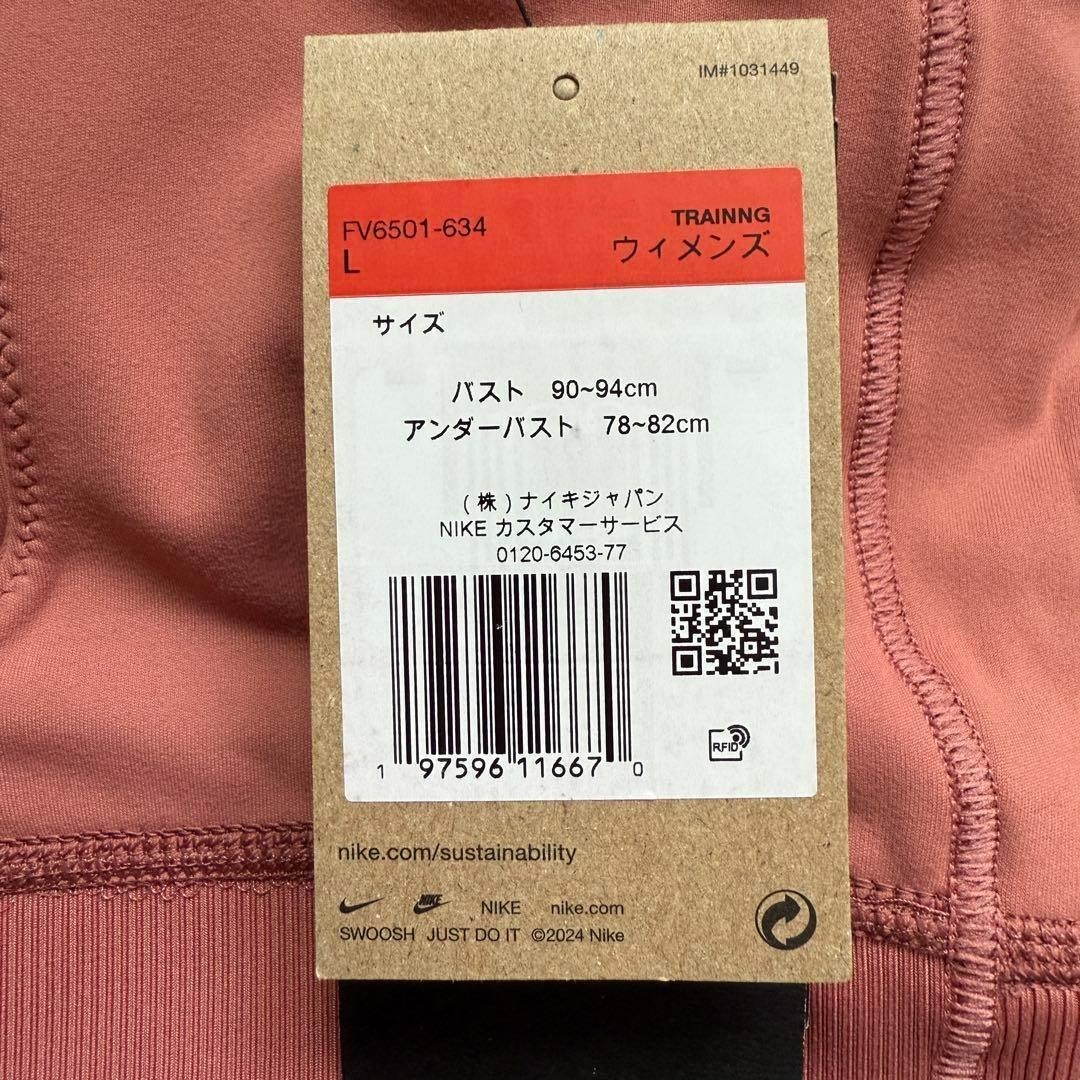 IM#1031449
FV6501-634
L
TRAINNG
ウィメンズ
サイズ
バスト 90~94cm
アンダーバスト 78~82cm
(株)ナイキジャパン
NIKE カスタマーサービス
0120-6453-77
1 97596 11667 0
RFID
nike.com/sustainability
NIKE NIKE nike.com
SWOOSH JUST DO IT ©2024 Nike